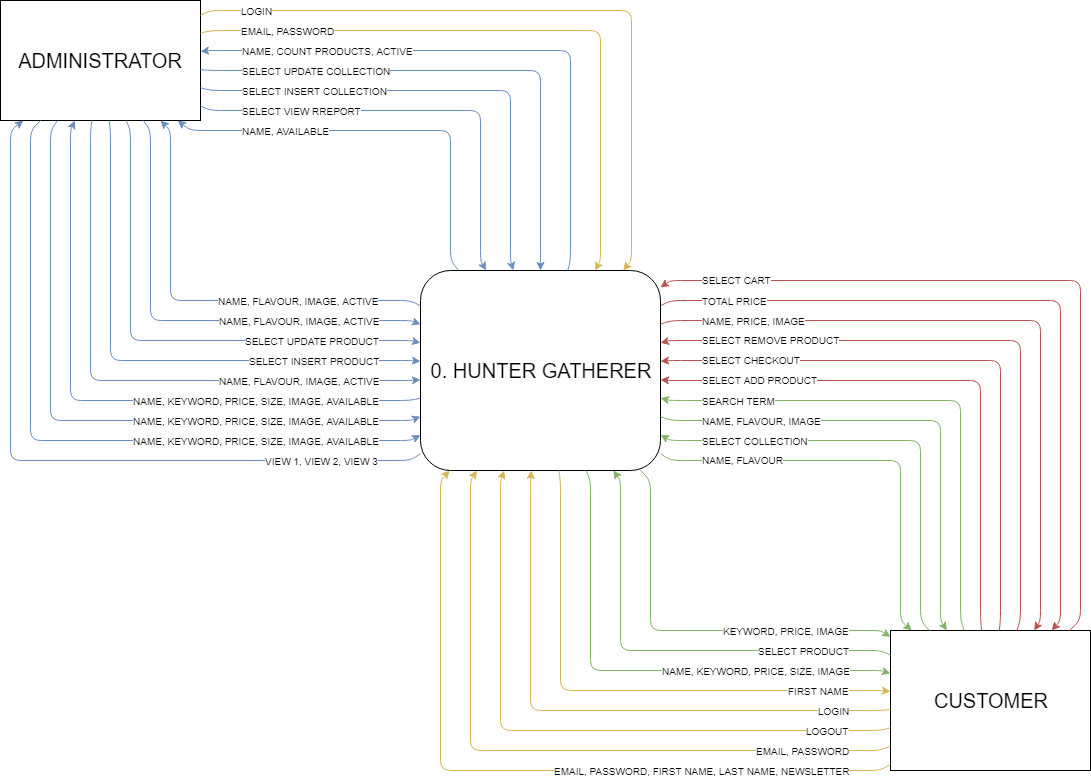 LOGIN
EMAIL, PASSWORD
NAME, COUNT PRODUCTS, ACTIVE
ADMINISTRATOR
SELECT UPDATE COLLECTION
SELECT INSERT COLLECTION
SELECT VIEW RREPORT
NAME, AVAILABLE
NAME, FLAVOUR, IMAGE, ACTIVE
NAME, FLAVOUR, IMAGE, ACTIVE
SELECT UPDATE PRODUCT
SELECT INSERT PRODUCT
NAME, FLAVOUR, IMAGE, ACTIVE
NAME, KEYWORD, PRICE, SIZE, IMAGE, AVAILABLE
NAME, KEYWORD, PRICE, SIZE, IMAGE, AVAILABLE
NAME, KEYWORD, PRICE, SIZE, IMAGE, AVAILABLE
VIEW 1, VIEW 2, VIEW 3
0. HUNTER GATHERER
SELECT CART
TOTAL PRICE
NAME, PRICE, IMAGE
SELECT REMOVE PRODUCT
SELECT CHECKOUT
SELECT ADD PRODUCT
SEARCH TERM
NAME, FLAVOUR, IMAGE
SELECT COLLECTION
NAME, FLAVOUR
KEYWORD, PRICE, IMAGE
SELECT PRODUCT
NAME, KEYWORD, PRICE, SIZE, IMAGE
FIRST NAME
LOGIN
LOGOUT
EMAIL, PASSWORD
EMAIL, PASSWORD, FIRST NAME, LAST NAME, NEWSLETTER
CUSTOMER